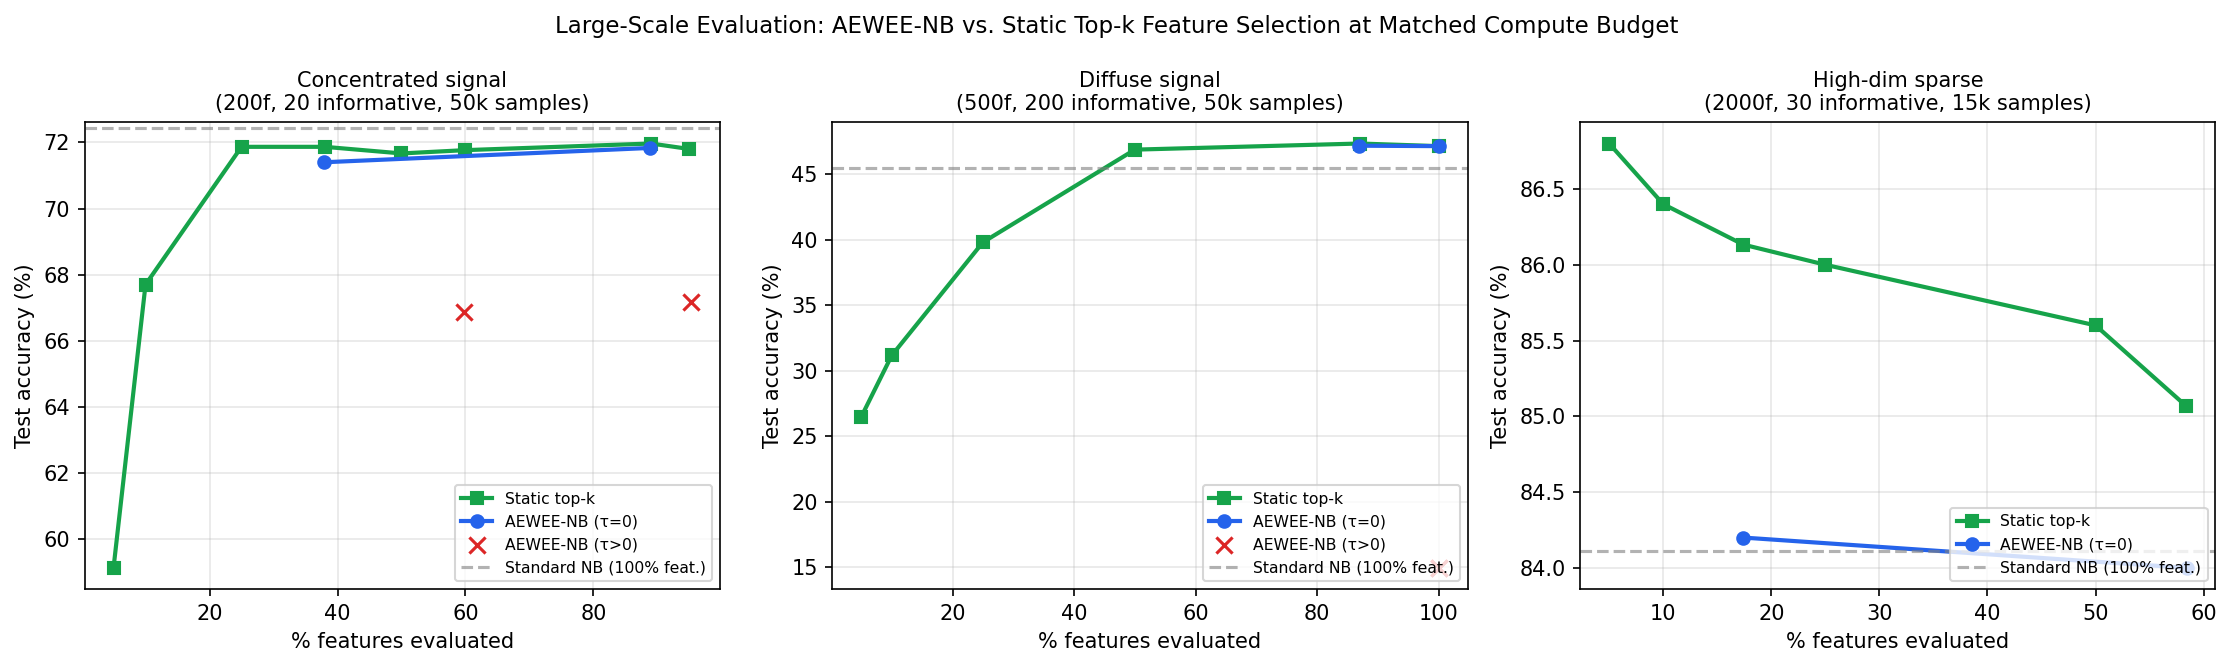 Large-Scale Evaluation: AEWEE-NB vs. Static Top-k Feature Selection at Matched Compute Budget
Concentrated signal
(200f, 20 informative, 50k samples)
Test accuracy (%)
72
70
68
66
64
62
60
20
40
60
80
% features evaluated
Static top-k
AEWEE-NB (τ=0)
AEWEE-NB (τ>0)
Standard NB (100% feat.)
Diffuse signal
(500f, 200 informative, 50k samples)
Test accuracy (%)
45
40
35
30
25
20
15
20
40
60
80
100
% features evaluated
Static top-k
AEWEE-NB (τ=0)
AEWEE-NB (τ>0)
Standard NB (100% feat.)
High-dim sparse
(2000f, 30 informative, 15k samples)
Test accuracy (%)
86.5
86.0
85.5
85.0
84.5
84.0
10
20
30
40
50
60
% features evaluated
Static top-k
AEWEE-NB (τ=0)
Standard NB (100% feat.)